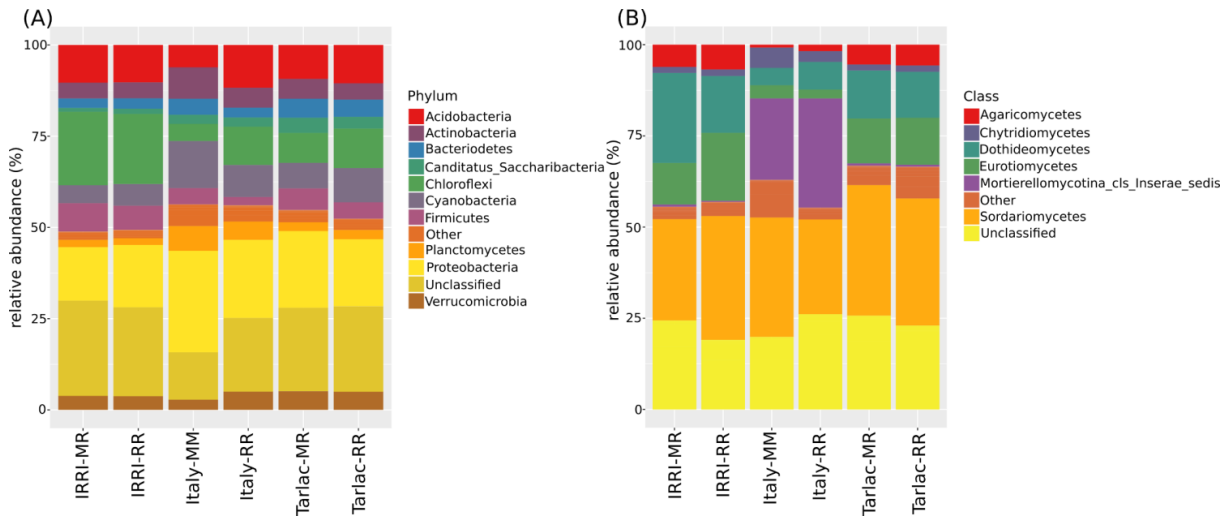 (A)
relative abundance (%)
100
75
50
25
0
IRRI-MR
IRRI-RR
Italy-MM
Italy-RR
Tarlac-MR
Tarlac-RR
Phylum
Acidobacteria
Actinobacteria
Bacteriodetes
Canditatus_Saccharibacteria
Chloroflexi
Cyanobacteria
Firmicutes
Other
Planctomycetes
Proteobacteria
Unclassified
Verrucomicrobia
(B)
relative abundance (%)
100
75
50
25
0
IRRI-MR
IRRI-RR
Italy-MM
Italy-RR
Tarlac-MR
Tarlac-RR
Class
Agaricomycetes
Chytridiomycetes
Dothideomycetes
Eurotiomycetes
Mortierellomycotina_cls_Inserae_sedis
Other
Sordariomycetes
Unclassified